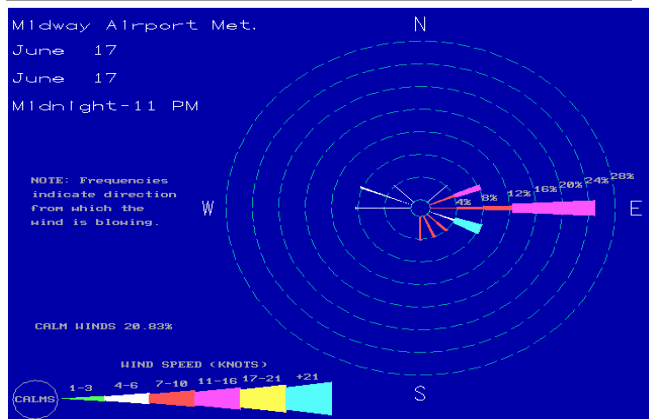 Midway Airport Met.
June 17
June 17
Midnight-11 PM
N
NOTE: Frequencies
indicate direction
from which the
wind is blowing.
W
4% 8% 12% 16% 20% 24% 28%
E
CALM WINDS 20.83%
WIND SPEED (KNOTS)
CALMS 1-3 4-6 7-10 11-16 17-21 +21
S